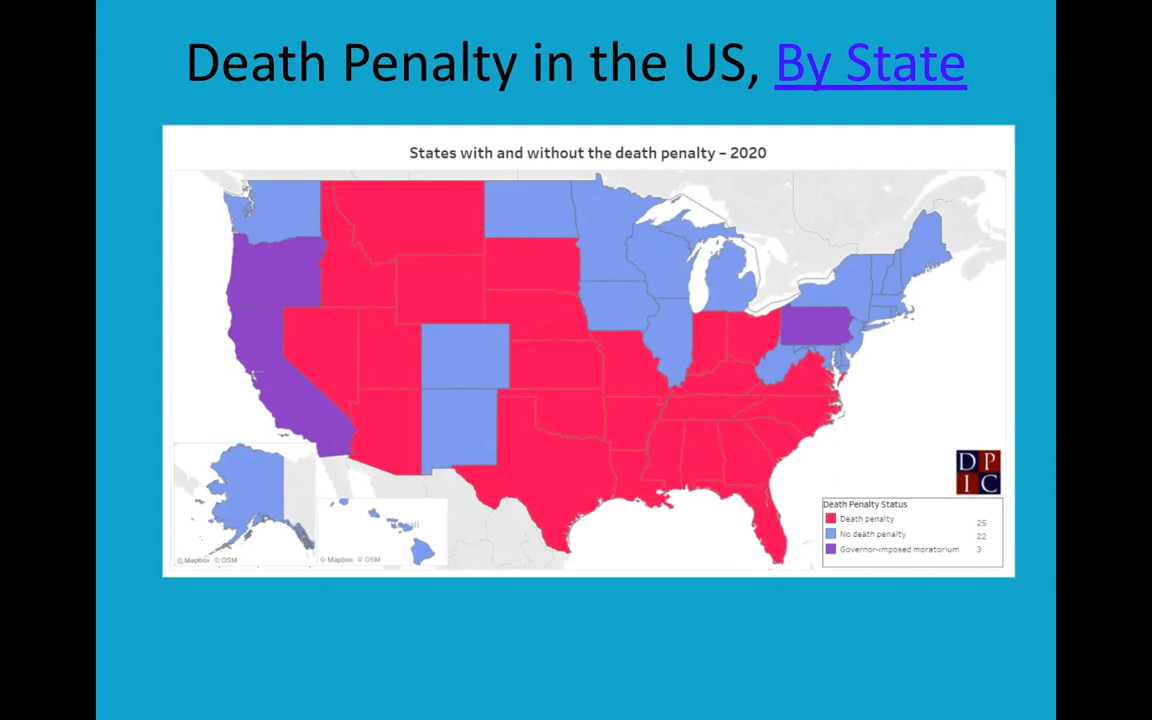 Death Penalty in the US, By State
States with and without the death penalty – 2020
D P
I C
Death Penalty Status
Death penalty 25
No death penalty 22
Governor-imposed moratorium 3
© Mapbox © OSM
© Mapbox © OSM